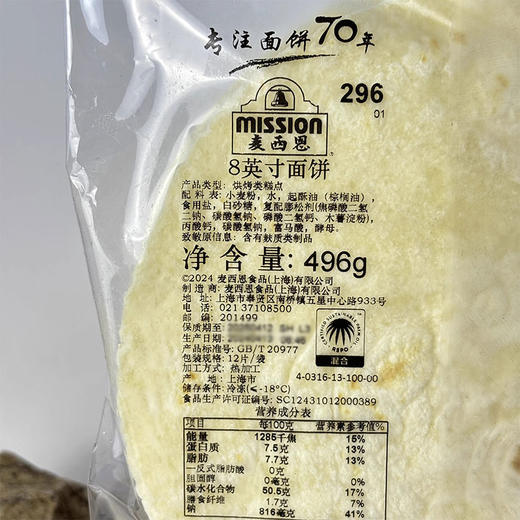 专注面饼70年
296
01
MISSION
麦西恩
8英寸面饼
产品类型: 烘烤类糕点
配 料 表: 小麦粉, 水, 起酥油 (棕榈油),
食用盐, 白砂糖, 复配膨松剂(焦磷酸二氢
二钠、碳酸氢钠、磷酸二氢钙、木薯淀粉),
丙酸钙, 碳酸氢钠, 富马酸, 酵母。
致敏原信息: 含有麸质类制品
净 含 量: 496g
©2024 麦西恩食品(上海)有限公司
制 造 商: 麦西恩食品(上海)有限公司
地 址: 上海市奉贤区南桥镇五星中心路933号
电 话: 021 37108500
邮 编: 201499
保质期至:
生产日期:
产品标准号: GB/T 20977
包装规格: 12片/袋
加工方式: 热加工
产 地: 上海市
储存条件: 冷冻(≤-18℃)
食品生产许可证编号: SC12431012000389
CERTIFIED SUSTAINABLE PALM OIL
RSPO
混合
4-0316-13-100-00
营养成分表
项目 每100克 营养素参考值%
能量 1285千焦 15%
蛋白质 7.5克 13%
脂肪 7.7克 13%
—反式脂肪酸 0克
胆固醇 0毫克 0%
碳水化合物 50.5克 17%
膳食纤维 1.7克 7%
钠 816毫克 41%